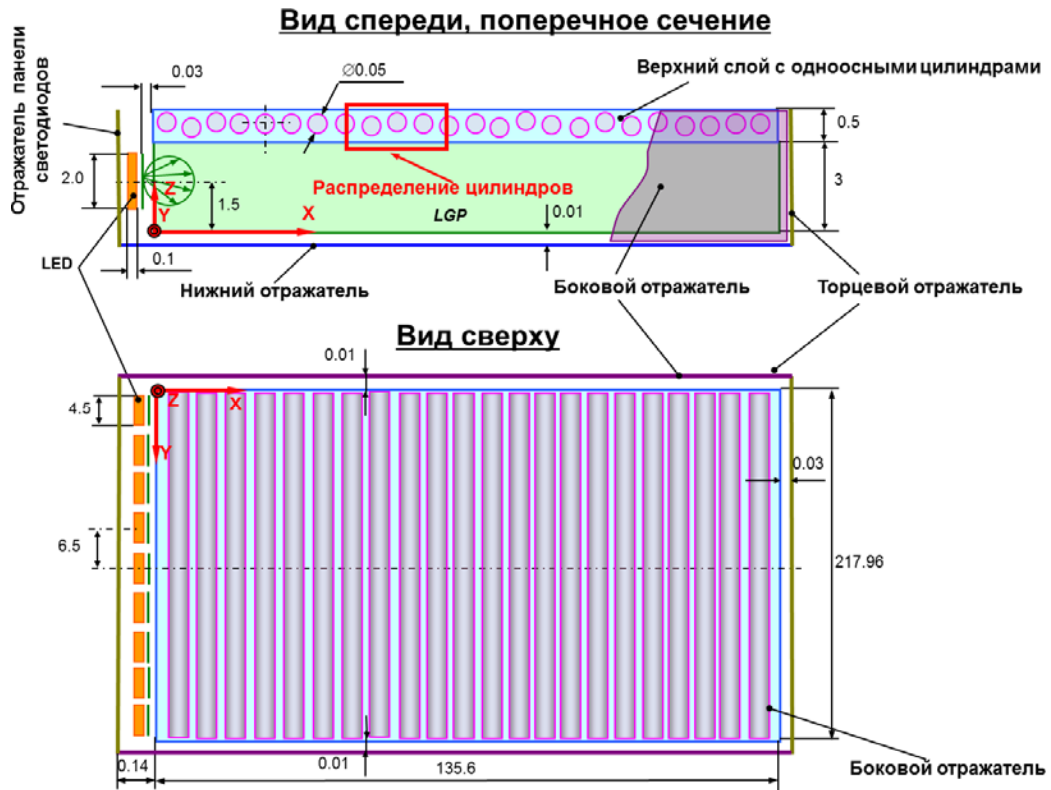 Вид спереди, поперечное сечение
Отражатель панели
светодиодов
0.03
∅0.05
Верхний слой с одноосными цилиндрами
0.5
2.0
Z
1.5
Распределение цилиндров
3
Y
X
LGP
0.01
LED
0.1
Нижний отражатель
Боковой отражатель
Торцевой отражатель
Вид сверху
0.01
Z
X
4.5
Y
0.03
6.5
217.96
0.14
0.01
135.6
Боковой отражатель